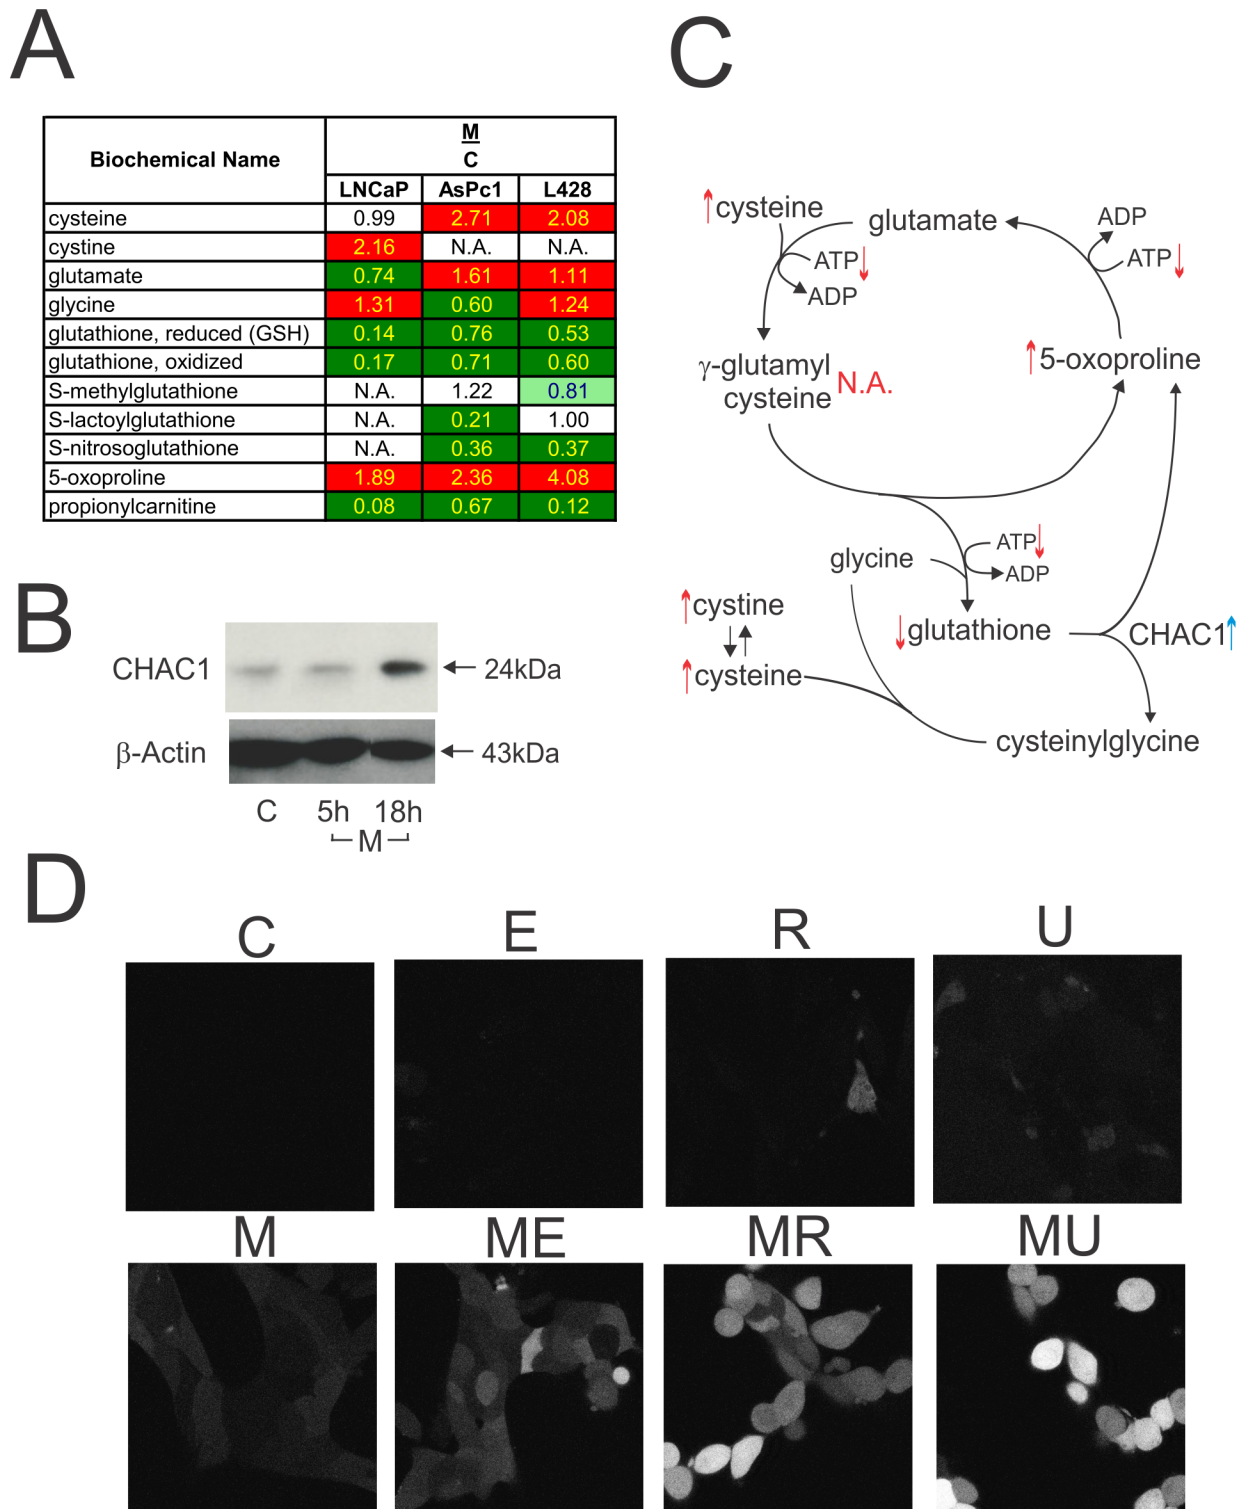 A
Biochemical Name
M
C
LNCaP AsPc1 L428
cysteine 0.99 2.71 2.08
cystine 2.16 N.A. N.A.
glutamate 0.74 1.61 1.11
glycine 1.31 0.60 1.24
glutathione, reduced (GSH) 0.14 0.76 0.53
glutathione, oxidized 0.17 0.71 0.60
S-methylglutathione N.A. 1.22 0.81
S-lactoylglutathione N.A. 0.21 1.00
S-nitrosoglutathione N.A. 0.36 0.37
5-oxoproline 1.89 2.36 4.08
propionylcarnitine 0.08 0.67 0.12
B
CHAC1 24kDa
β-Actin 43kDa
C 5h 18h
M
C
cysteine glutamate ADP
ATP ATP
ADP
γ-glutamyl
cysteine N.A.
5-oxoproline
glycine ATP
ADP
cystine
glutathione CHAC1
cysteine
cysteinylglycine
D
C E R U
M ME MR MU